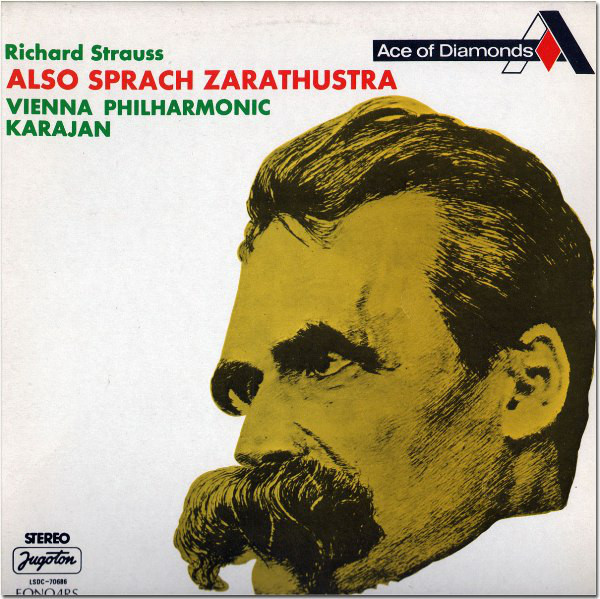 Richard Strauss
ALSO SPRACH ZARATHUSTRA
VIENNA PHILHARMONIC
KARAJAN
Ace of Diamonds
STEREO
Jugoton
LSDC-70686